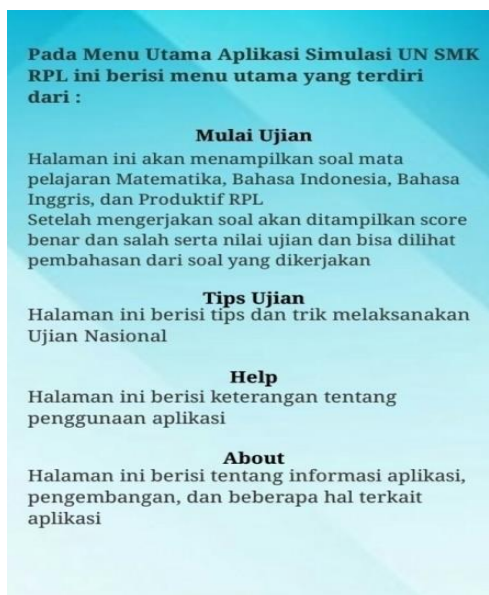 Pada Menu Utama Aplikasi Simulasi UN SMK
RPL ini berisi menu utama yang terdiri
dari :
Mulai Ujian
Halaman ini akan menampilkan soal mata
pelajaran Matematika, Bahasa Indonesia, Bahasa
Inggris, dan Produktif RPL
Setelah mengerjakan soal akan ditampilkan score
benar dan salah serta nilai ujian dan bisa dilihat
pembahasan dari soal yang dikerjakan
Tips Ujian
Halaman ini berisi tips dan trik melaksanakan
Ujian Nasional
Help
Halaman ini berisi keterangan tentang
penggunaan aplikasi
About
Halaman ini berisi tentang informasi aplikasi,
pengembangan, dan beberapa hal terkait
aplikasi